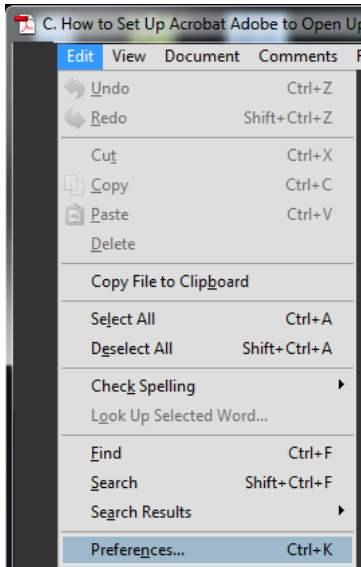 C. How to Set Up Acrobat Adobe to Open Up
Edit View Document Comments
Undo Ctrl+Z
Redo Shift+Ctrl+Z
Cut Ctrl+X
Copy Ctrl+C
Paste Ctrl+V
Delete
Copy File to Clipboard
Select All Ctrl+A
Deselect All Shift+Ctrl+A
Check Spelling
Look Up Selected Word...
Find Ctrl+F
Search Shift+Ctrl+F
Search Results
Preferences... Ctrl+K